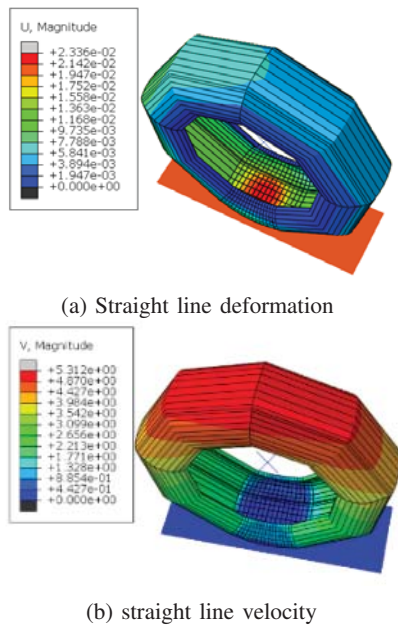 U, Magnitude
+2.336e-02
+2.142e-02
+1.947e-02
+1.752e-02
+1.558e-02
+1.363e-02
+1.168e-02
+9.735e-03
+7.788e-03
+5.841e-03
+3.894e-03
+1.947e-03
+0.000e+00
(a) Straight line deformation
V, Magnitude
+5.312e+00
+4.870e+00
+4.427e+00
+3.984e+00
+3.542e+00
+3.099e+00
+2.656e+00
+2.213e+00
+1.771e+00
+1.328e+00
+8.854e-01
+4.427e-01
+0.000e+00
(b) straight line velocity